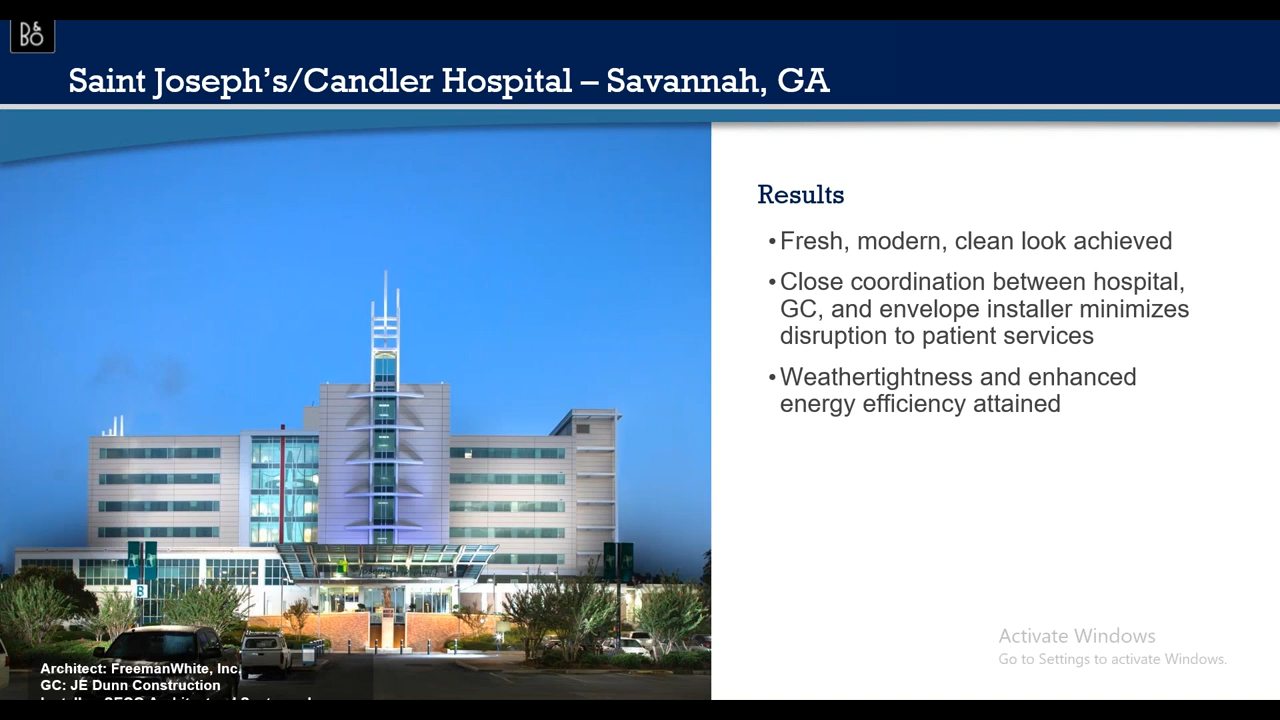 B&O
Saint Joseph's/Candler Hospital – Savannah, GA
Results
•Fresh, modern, clean look achieved
•Close coordination between hospital,
GC, and envelope installer minimizes
disruption to patient services
•Weathertightness and enhanced
energy efficiency attained
B
Activate Windows
Go to Settings to activate Windows.
Architect: FreemanWhite, Inc.
GC: JE Dunn Construction